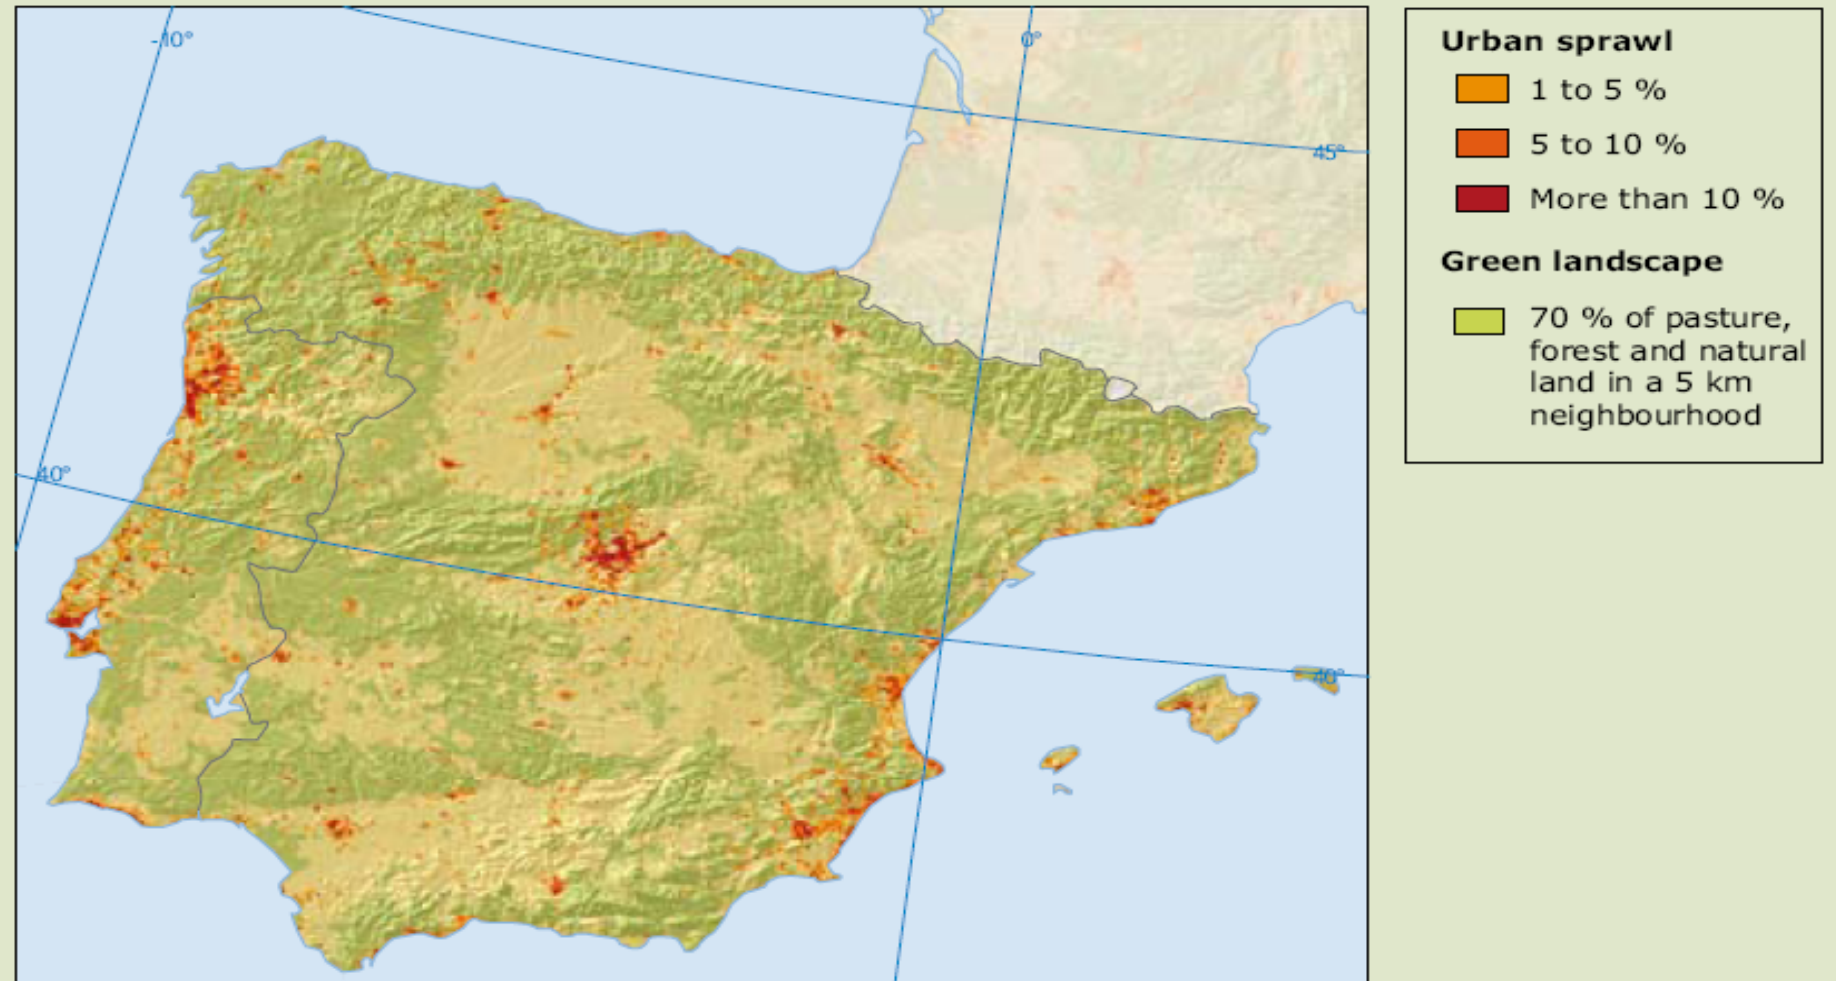 -10°
0°
45°
40°
40°
Urban sprawl
1 to 5 %
5 to 10 %
More than 10 %
Green landscape
70 % of pasture,
forest and natural
land in a 5 km
neighbourhood